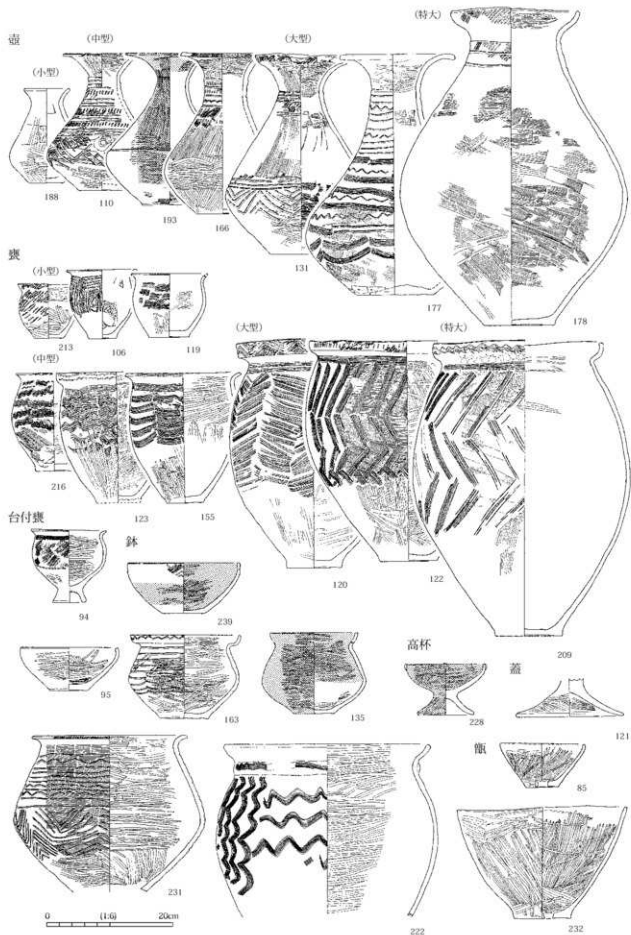 壺
(小型)
(中型)
(大型)
(特大)
188
110
193
166
131
177
178
甕
(小型)
213
106
119
(中型)
216
123
155
(大型)
(特大)
120
122
209
台付甕
94
鉢
239
95
163
135
高杯
228
蓋
121
甑
85
231
222
232
0 (1:6) 20cm